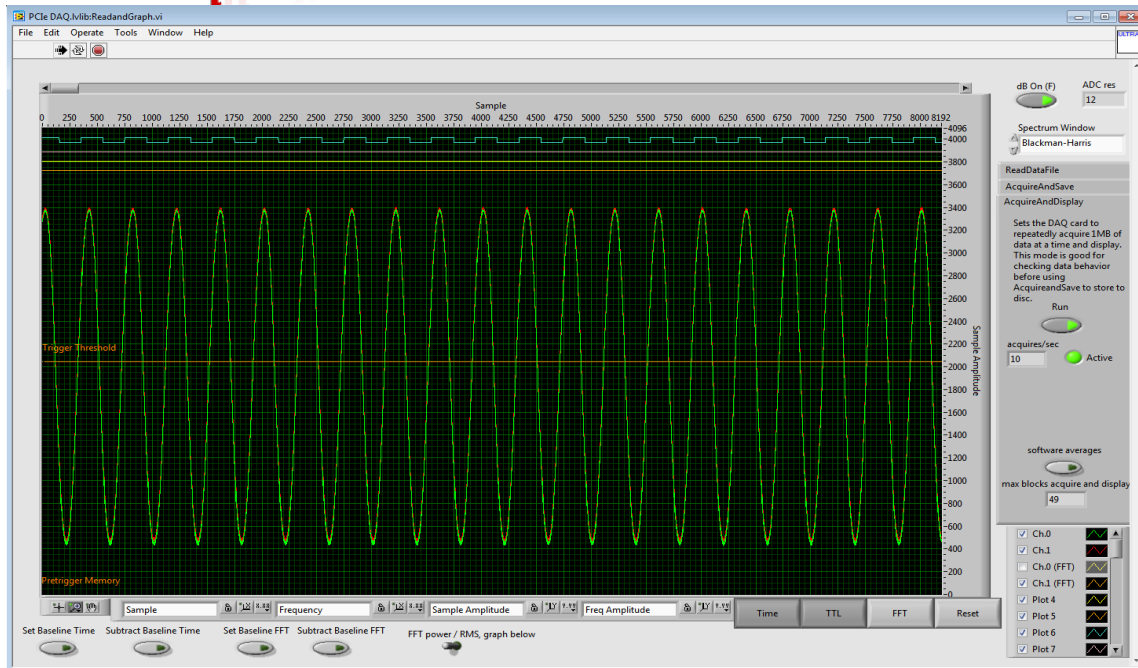 PCIe DAQ.lvlib:ReadandGraph.vi
File Edit Operate Tools Window Help
ULTRA
Sample
0 250 500 750 1000 1250 1500 1750 2000 2250 2500 2750 3000 3250 3500 3750 4000 4250 4500 4750 5000 5250 5500 5750 6000 6250 6500 6750 7000 7250 7500 7750 8000 8192
4096
4000
3800
3600
3400
3200
3000
2800
2600
2400
2200
2000
1800
1600
1400
1200
1000
800
600
400
200
0
Sample Amplitude
Trigger Threshold
Pretrigger Memory
dB On (F)
ADC res
12
Spectrum Window
Blackman-Harris
ReadDataFile
AcquireAndSave
AcquireAndDisplay
Sets the DAQ card to
repeatedly acquire 1MB of
data at a time and display.
This mode is good for
checking data behavior
before using
AcquireandSave to store to
disc.
Run
acquires/sec
10
Active
software averages
max blocks acquire and display
49
Ch.0
Ch.1
Ch.0 (FFT)
Ch.1 (FFT)
Plot 4
Plot 5
Plot 6
Plot 7
Sample Frequency Sample Amplitude Freq Amplitude
Time TTL FFT Reset
Set Baseline Time Subtract Baseline Time Set Baseline FFT Subtract Baseline FFT FFT power / RMS, graph below